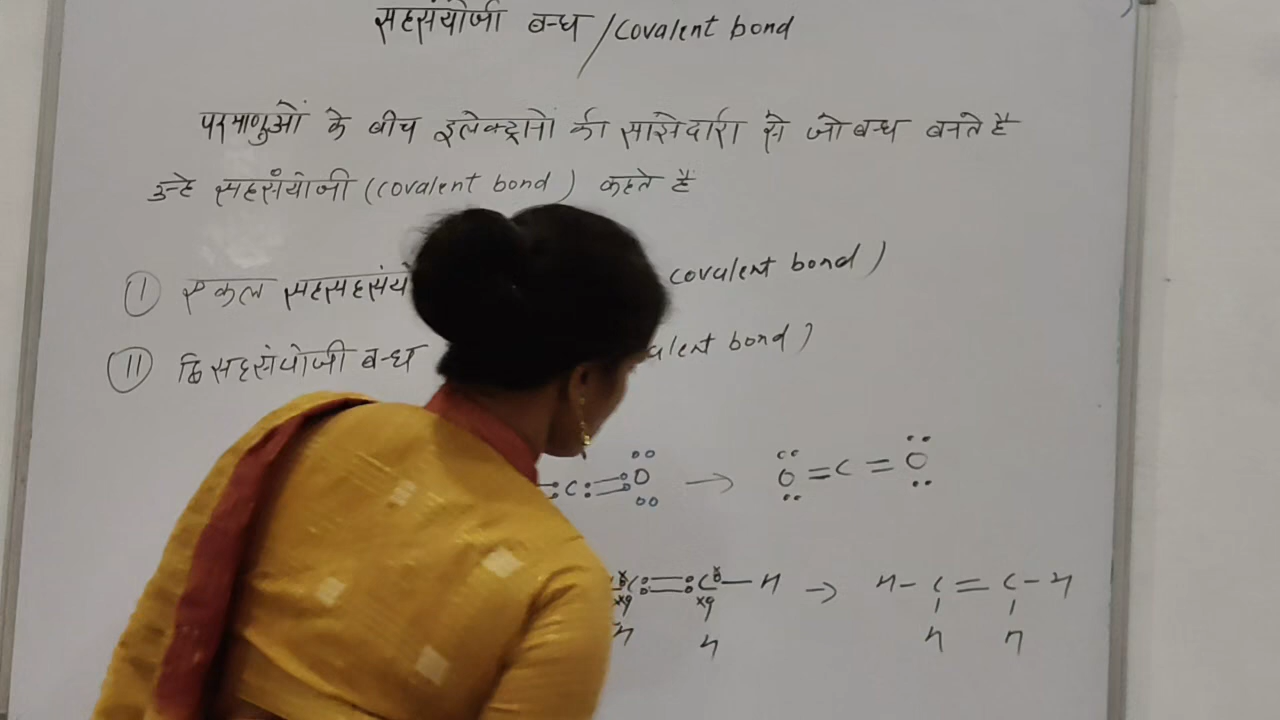 सहसंयोजी बन्ध / covalent bond
परमाणुओं के बीच इलेक्ट्रानों की साझेदारी से जो बन्ध बनते है
उन्हे सहसंयोजी (covalent bond) कहते है
I एकल सहसहसंयो covalent bond)
II द्विसहसंयोजी बन्ध alent bond)
C O → O = C = O
C C - H → H - C = C - H
H H H H